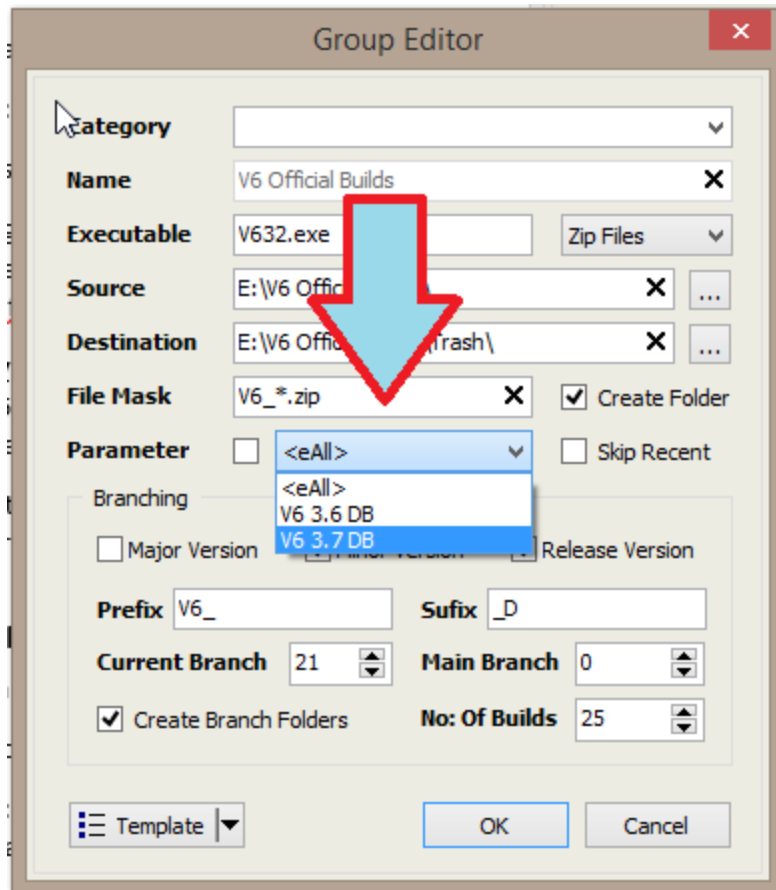 Group Editor
Category
Name V6 Official Builds
Executable V632.exe Zip Files
Source E:\V6 \
Destination E:\V6 \Trash\
File Mask V6_*.zip Create Folder
Parameter <eAll> Skip Recent
<eAll>
V6 3.6 DB
V6 3.7 DB
Branching
Major Version Release Version
Prefix V6_ Sufix _D
Current Branch 21 Main Branch 0
Create Branch Folders No: Of Builds 25
Template OK Cancel